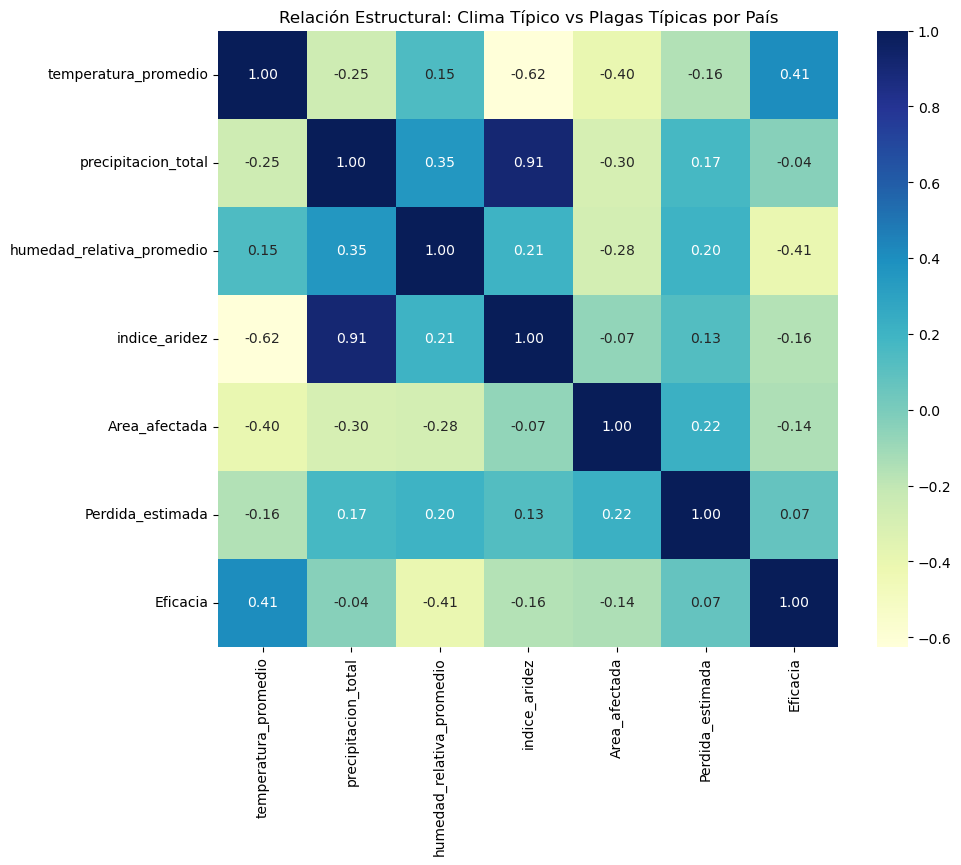 Relación Estructural: Clima Típico vs Plagas Típicas por País
temperatura_promedio 1.00 -0.25 0.15 -0.62 -0.40 -0.16 0.41
precipitacion_total -0.25 1.00 0.35 0.91 -0.30 0.17 -0.04
humedad_relativa_promedio 0.15 0.35 1.00 0.21 -0.28 0.20 -0.41
indice_aridez -0.62 0.91 0.21 1.00 -0.07 0.13 -0.16
Area_afectada -0.40 -0.30 -0.28 -0.07 1.00 0.22 -0.14
Perdida_estimada -0.16 0.17 0.20 0.13 0.22 1.00 0.07
Eficacia 0.41 -0.04 -0.41 -0.16 -0.14 0.07 1.00
temperatura_promedio
precipitacion_total
humedad_relativa_promedio
indice_aridez
Area_afectada
Perdida_estimada
Eficacia
1.0
0.8
0.6
0.4
0.2
0.0
−0.2
−0.4
−0.6